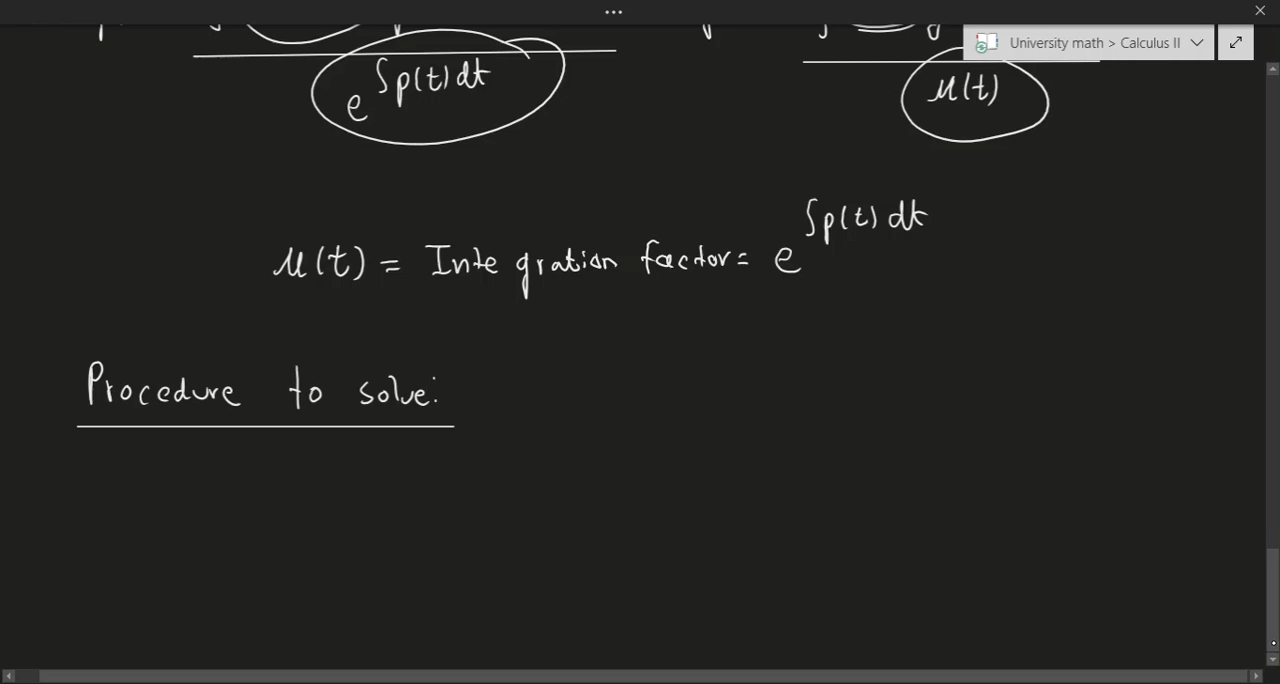 University math > Calculus II
e^∫p(t)dt
μ(t)
μ(t) = Integration factor= e^∫p(t) dt
Procedure to solve: